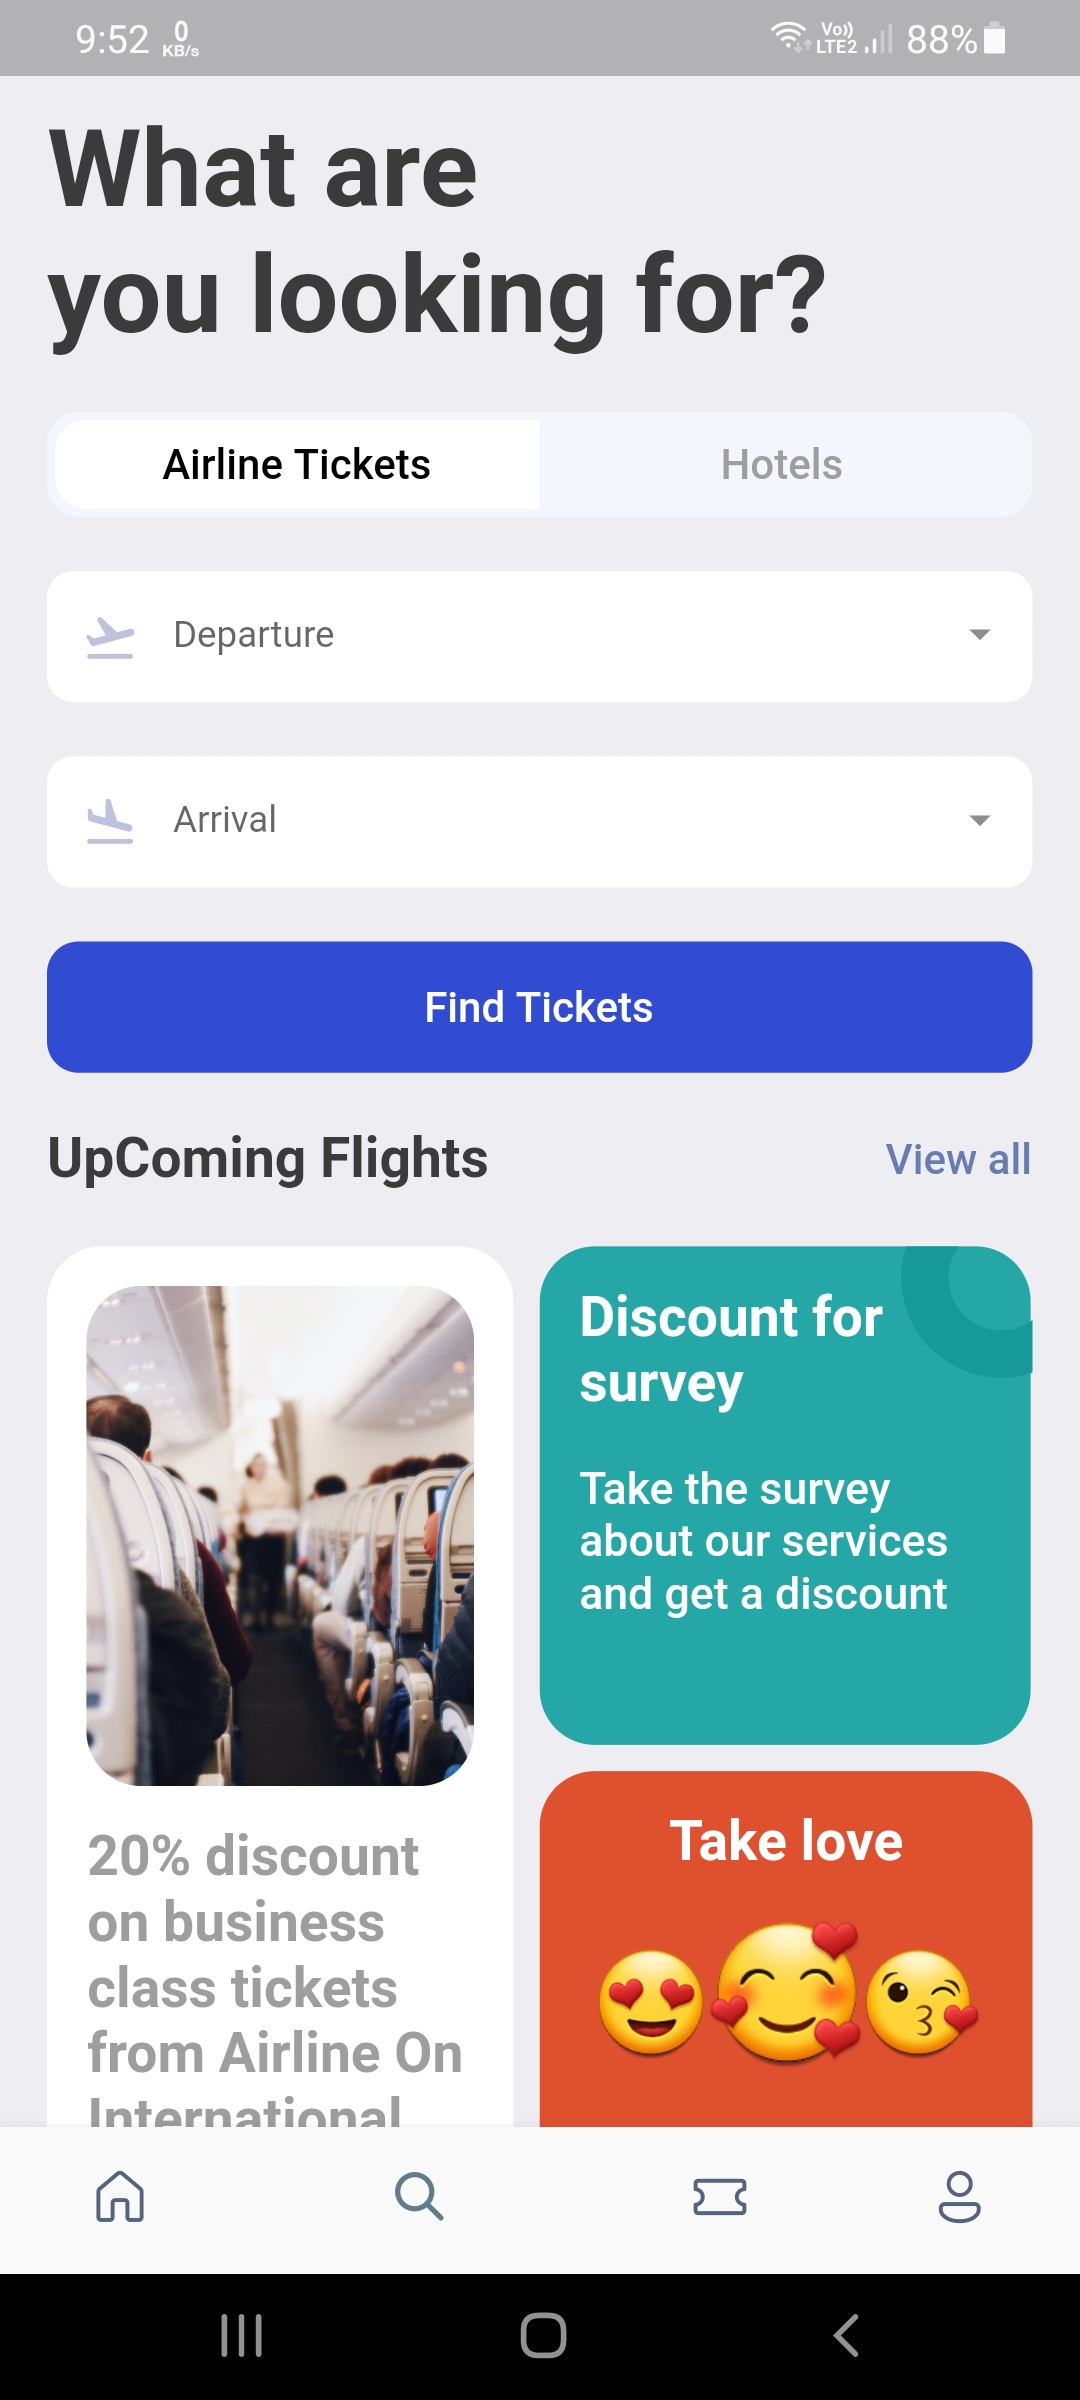 9:52 0 KB/s Vo)) LTE2 88%
What are
you looking for?
Airline Tickets Hotels
Departure
Arrival
Find Tickets
UpComing Flights View all
20% discount
on business
class tickets
from Airline On
International
Discount for
survey
Take the survey
about our services
and get a discount
Take love